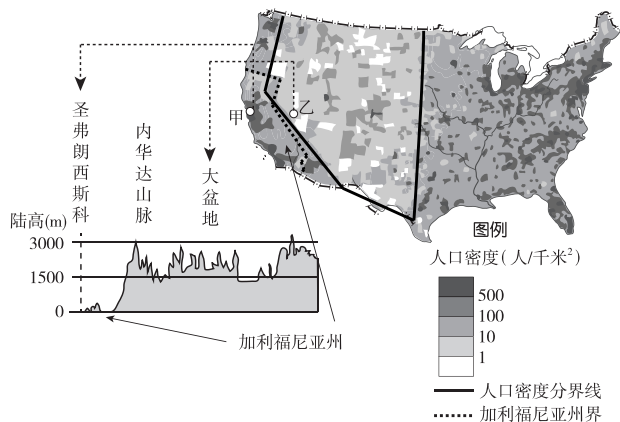 甲
乙
圣弗朗西斯科
内华达山脉
大盆地
陆高(m)
3000
1500
0
加利福尼亚州
图例
人口密度(人/千米²)
500
100
10
1
人口密度分界线
加利福尼亚州界